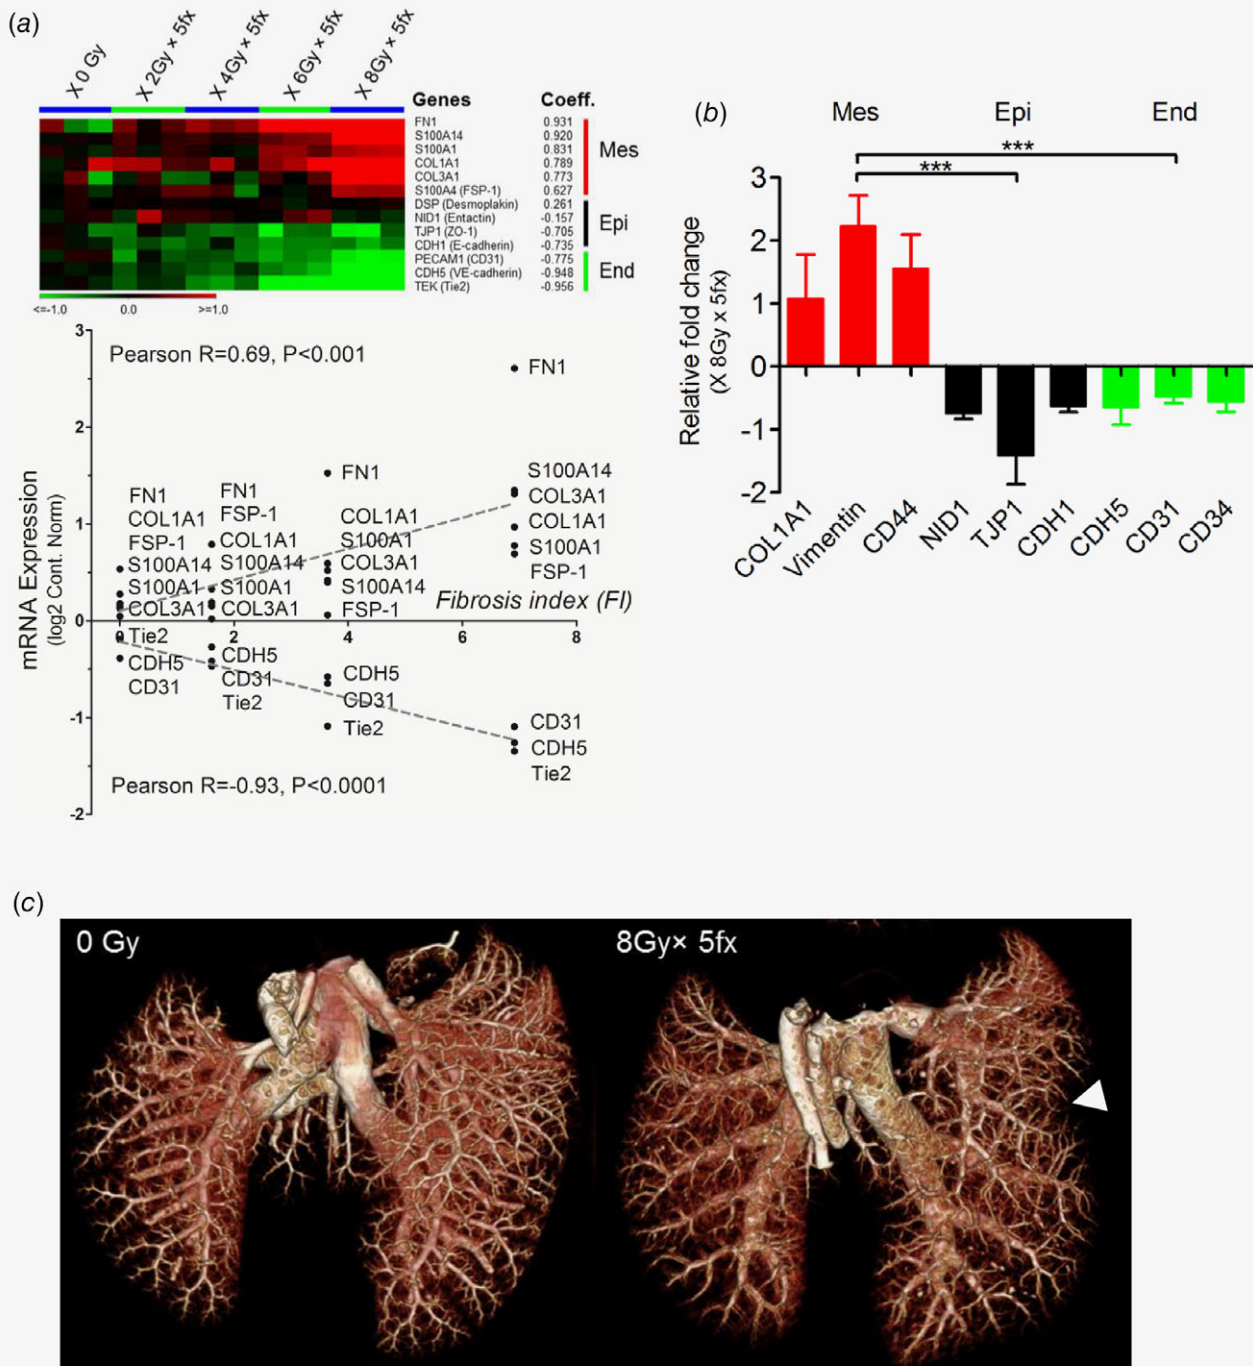 (a)
X 0 Gy
X 2Gy × 5fx
X 4Gy × 5fx
X 6Gy × 5fx
X 8Gy × 5fx
Genes Coeff.
FN1 0.931
S100A14 0.920
S100A1 0.831
COL1A1 0.789
COL3A1 0.773
S100A4 (FSP-1) 0.627
DSP (Desmoplakin) 0.261
NID1 (Entactin) -0.157
TJP1 (ZO-1) -0.705
CDH1 (E-cadherin) -0.735
PECAM1 (CD31) -0.775
CDH5 (VE-cadherin) -0.948
TEK (Tie2) -0.956
Mes
Epi
End
<=-1.0 0.0 >=1.0
Pearson R=0.69, P<0.001
mRNA Expression
(log2 Cont. Norm)
3
2
1
0
-1
-2
0 2 4 6 8
Fibrosis index (FI)
FN1
COL1A1
FSP-1
S100A14
S100A1
COL3A1
Tie2
CDH5
CD31
FN1
FSP-1
COL1A1
S100A14
S100A1
COL3A1
CDH5
CD31
Tie2
FN1
COL1A1
S100A1
COL3A1
S100A14
FSP-1
CDH5
CD31
Tie2
FN1
S100A14
COL3A1
COL1A1
S100A1
FSP-1
CD31
CDH5
Tie2
Pearson R=-0.93, P<0.0001
(b)
Mes Epi End
***
***
Relative fold change
(X 8Gy x 5fx)
3
2
1
0
-1
-2
COL1A1
Vimentin
CD44
NID1
TJP1
CDH1
CDH5
CD31
CD34
(c)
0 Gy
8Gy× 5fx